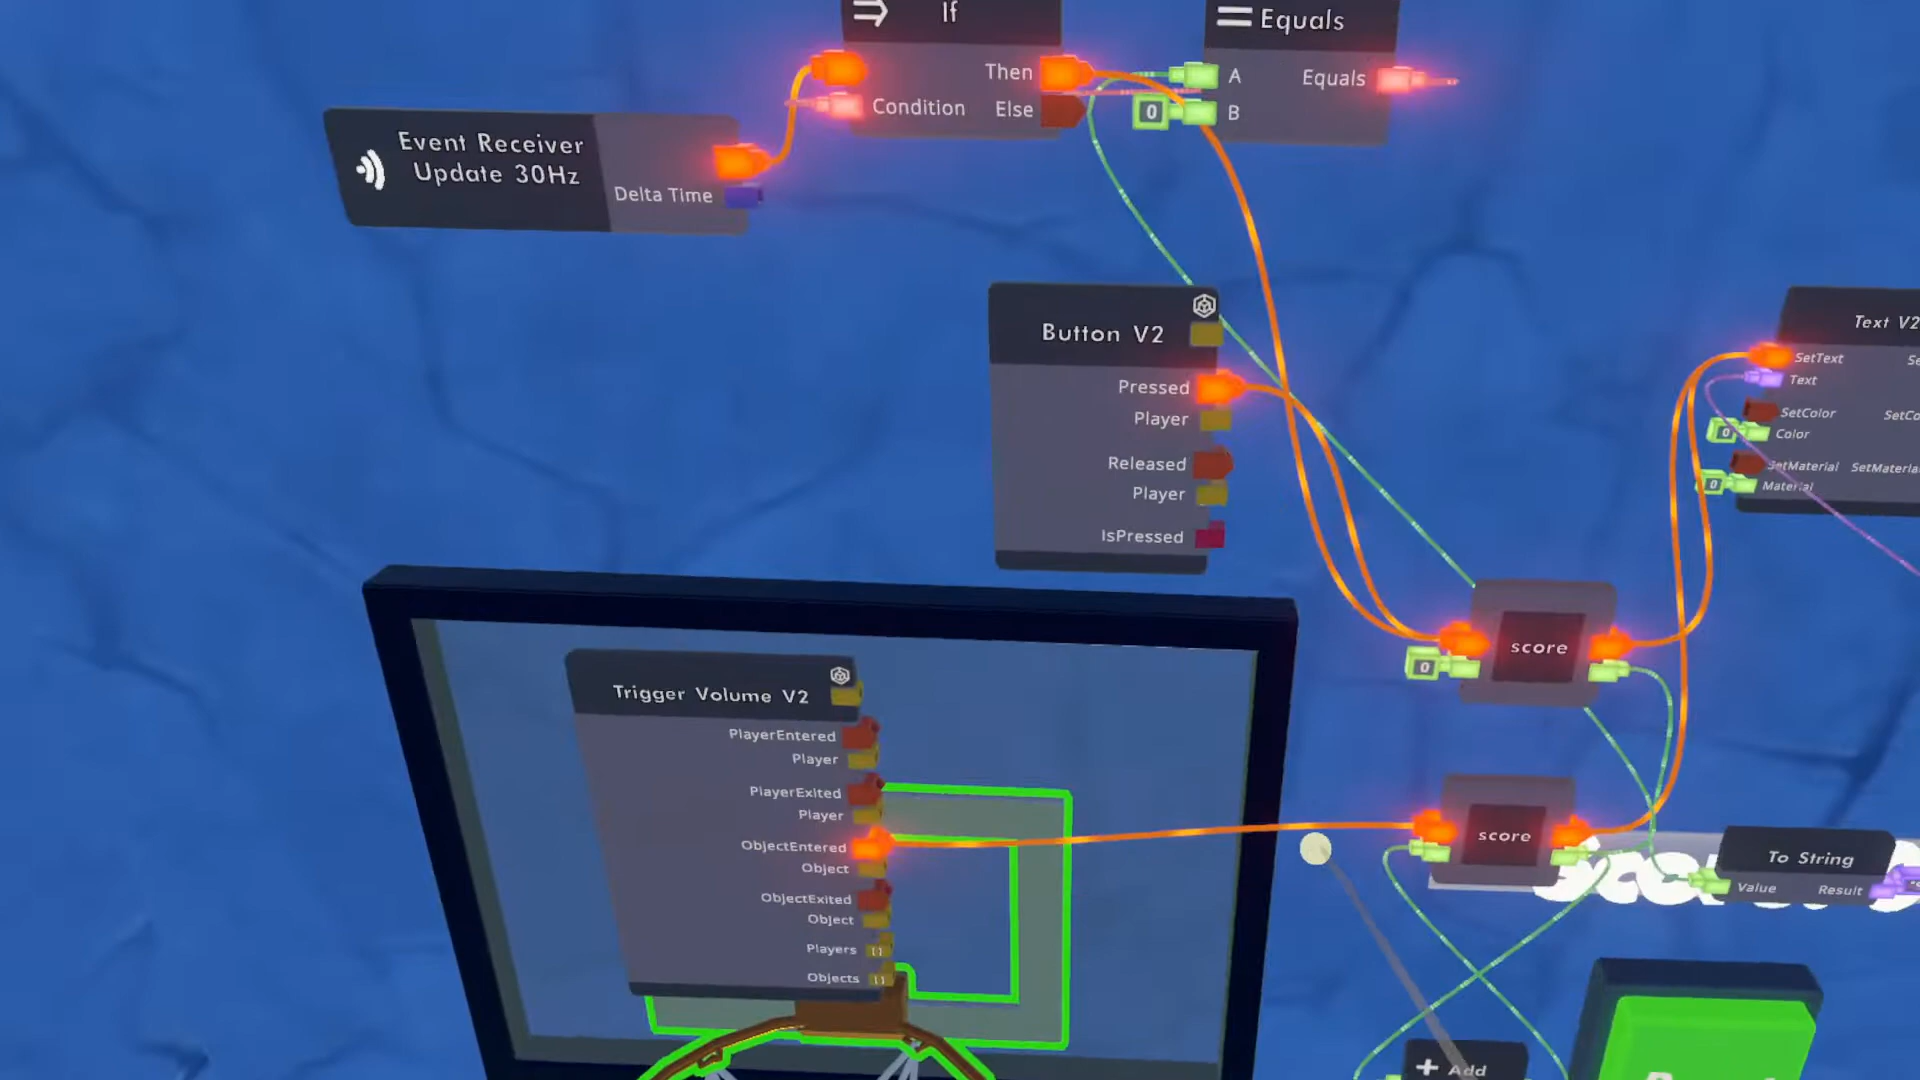 If
Then
Condition
Else
Equals
A
Equals
0
B
Event Receiver
Update 30Hz
Delta Time
Button V2
Pressed
Player
Released
Player
IsPressed
Text V2
SetText
Text
SetColor
0
Color
SetMaterial
SetMaterial
0
Material
score
0
Trigger Volume V2
PlayerEntered
Player
PlayerExited
Player
ObjectEntered
Object
ObjectExited
Object
Players
[]
Objects
[]
score
To String
Value
Result
+ Add